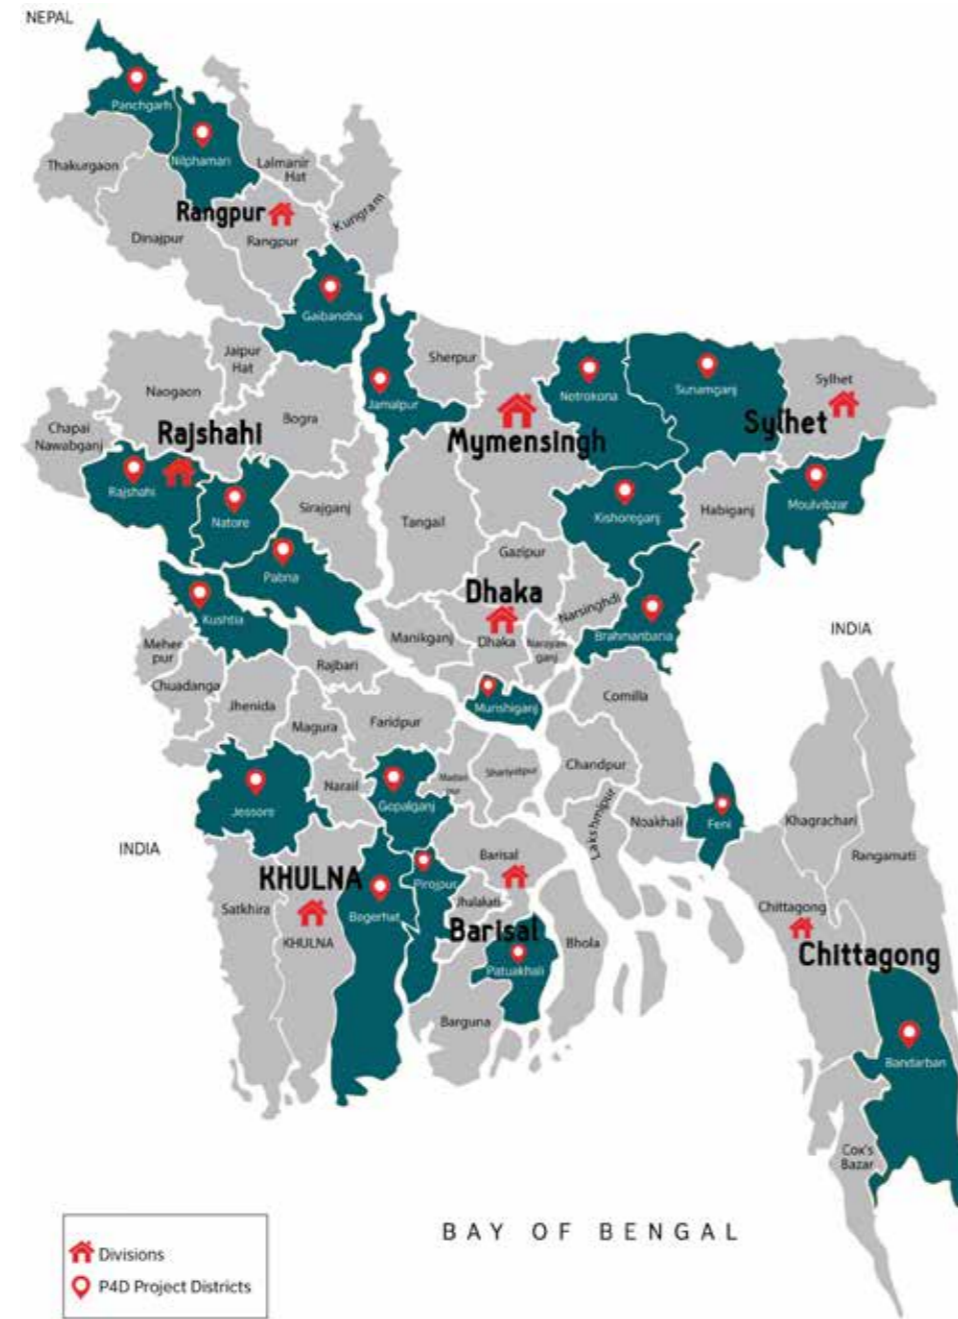 NEPAL
Panchgarh
Thakurgaon
Nilphamari
Lalmanir
Hat
Kurigram
Rangpur
Dinajpur
Rangpur
Gaibandha
Jaipur
Hat
Naogaon
Sherpur
Jamalpur
Netrokona
Sunamganj
Sylhet
Chapai
Nawabganj
Bogra
Rajshahi
Mymensingh
Sylhet
Rajshahi
Natore
Sirajganj
Tangail
Kishoreganj
Habiganj
Moulvibzar
Pabna
Gazipur
Dhaka
Kushtia
Narsinghdi
Meher
pur
Rajbari
Manikganj
Dhaka
Narayan
ganj
Brahmanbaria
INDIA
Chuadanga
Jhenida
Magura
Faridpur
Munshiganj
Comilla
Jessore
Narail
Gopalganj
Madari
pur
Shariyatpur
Chandpur
Lakshmipur
Noakhali
Feni
Khagrachari
INDIA
Rangamati
KHULNA
Barisal
Pirojpur
Satkhira
KHULNA
Begerhat
Jhalakati
Barisal
Patuakhali
Bhola
Chittagong
Chittagong
Barguna
Bandarban
Cox's
Bazar
BAY OF BENGAL
Divisions
P4D Project Districts